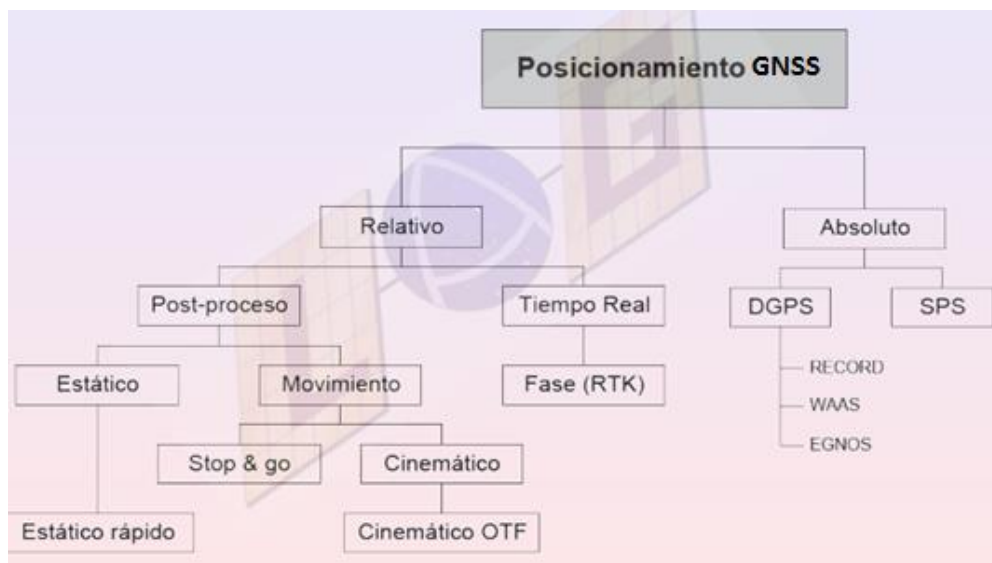 Posicionamiento GNSS
Relativo
Absoluto
Post-proceso
Tiempo Real
DGPS
SPS
Estático
Movimiento
Fase (RTK)
RECORD
WAAS
EGNOS
Stop & go
Cinemático
Estático rápido
Cinemático OTF